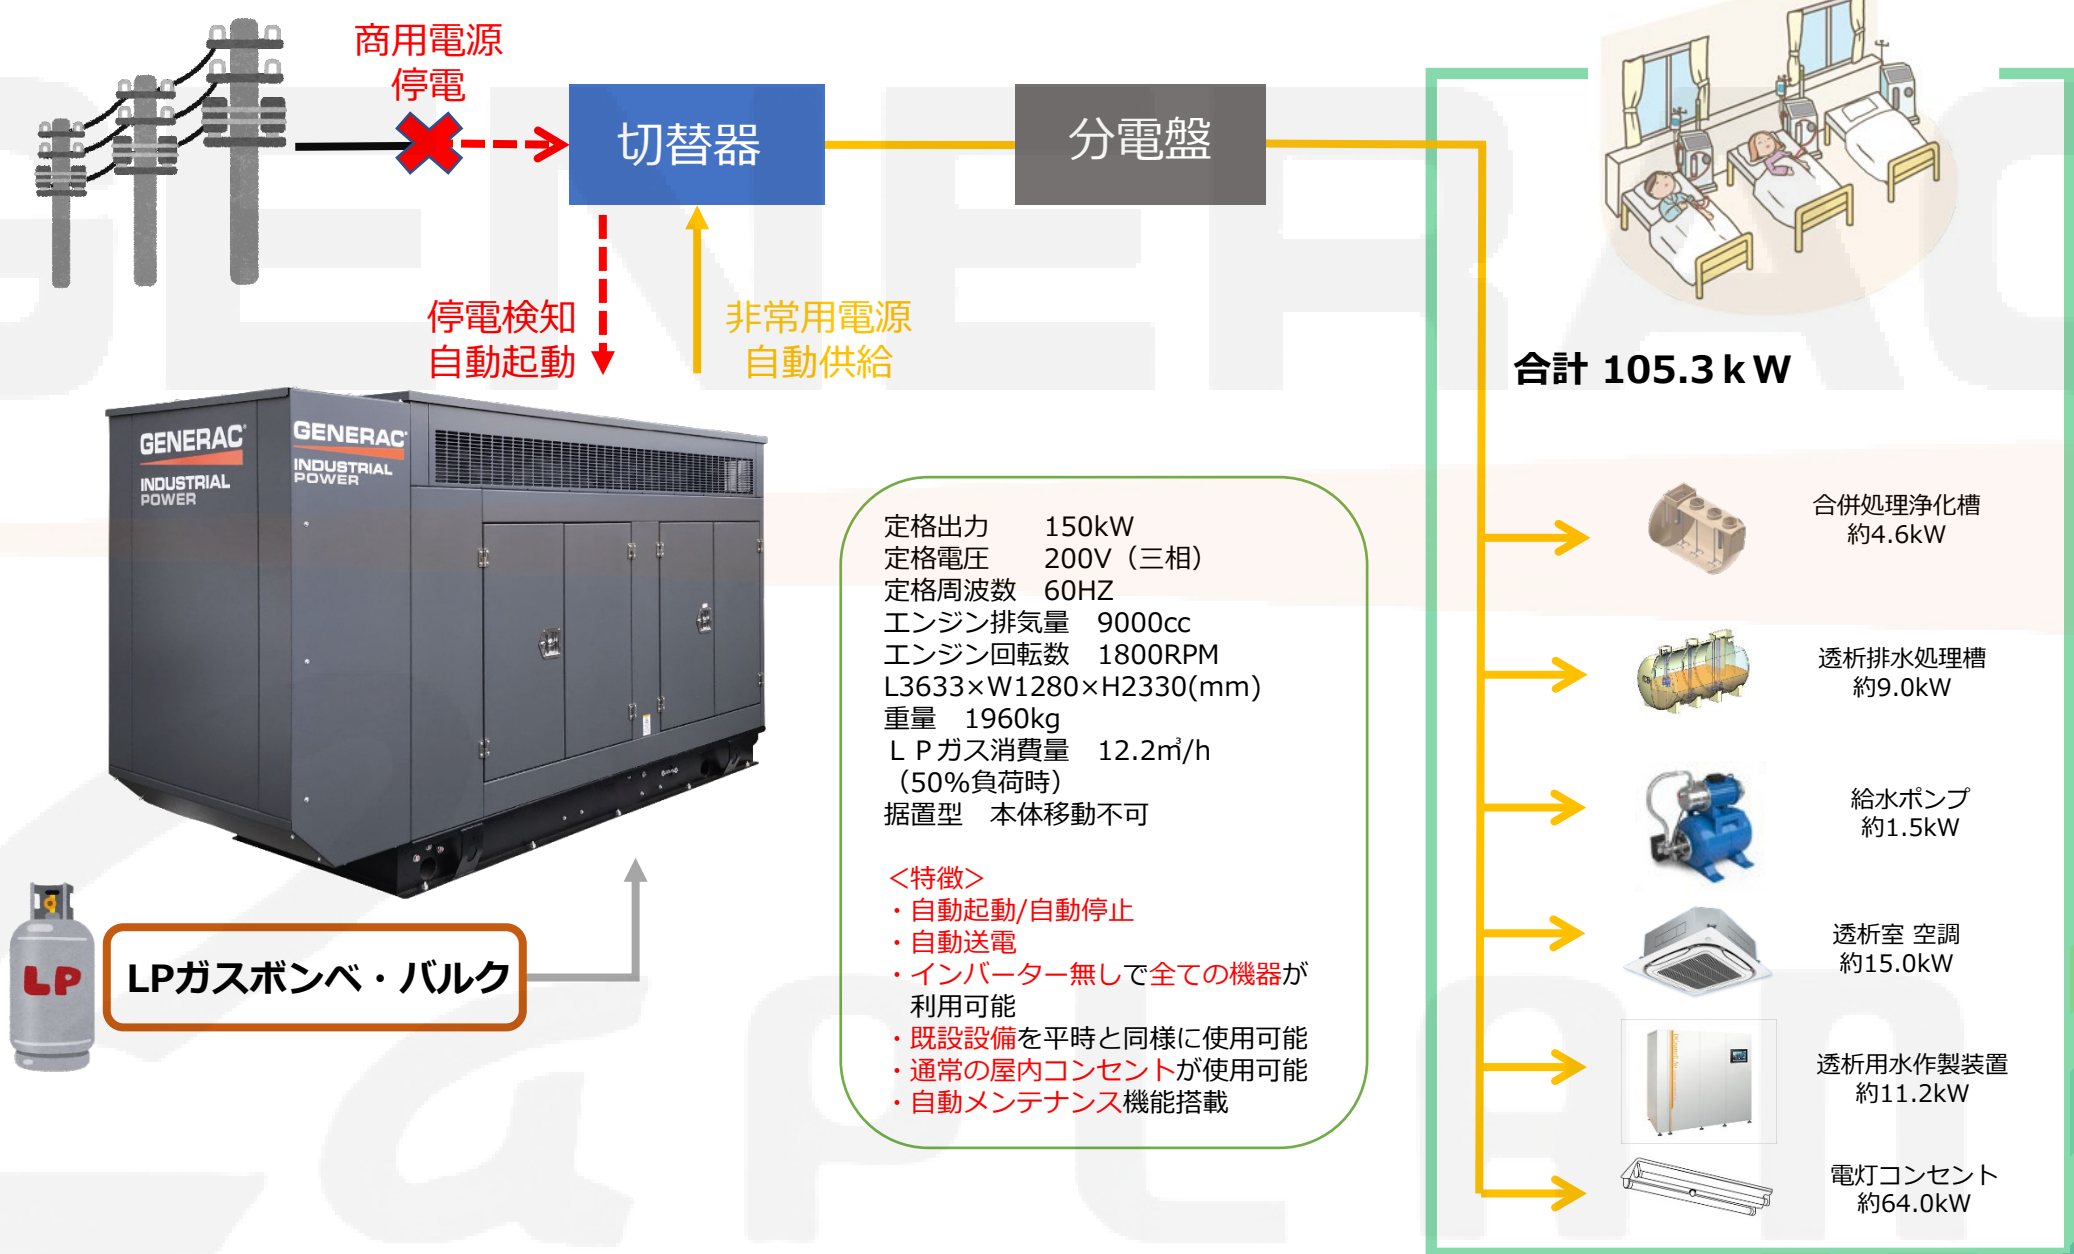 商用電源
停電
切替器
分電盤
停電検知
自動起動
非常用電源
自動供給
合計 105.3ｋＷ
GENERAC
INDUSTRIAL
POWER
GENERAC
INDUSTRIAL
POWER
定格出力　　150kW
定格電圧　　200V（三相）
定格周波数　60HZ
エンジン排気量　9000cc
エンジン回転数　1800RPM
L3633×W1280×H2330(mm)
重量　1960kg
ＬＰガス消費量　12.2㎥/h
（50%負荷時）
据置型　本体移動不可
＜特徴＞
・自動起動/自動停止
・自動送電
・インバーター無しで全ての機器が
利用可能
・既設設備を平時と同様に使用可能
・通常の屋内コンセントが使用可能
・自動メンテナンス機能搭載
LP
LPガスボンベ・バルク
合併処理浄化槽
約4.6kW
透析排水処理槽
約9.0kW
給水ポンプ
約1.5kW
透析室 空調
約15.0kW
透析用水作製装置
約11.2kW
電灯コンセント
約64.0kW
GENERAC